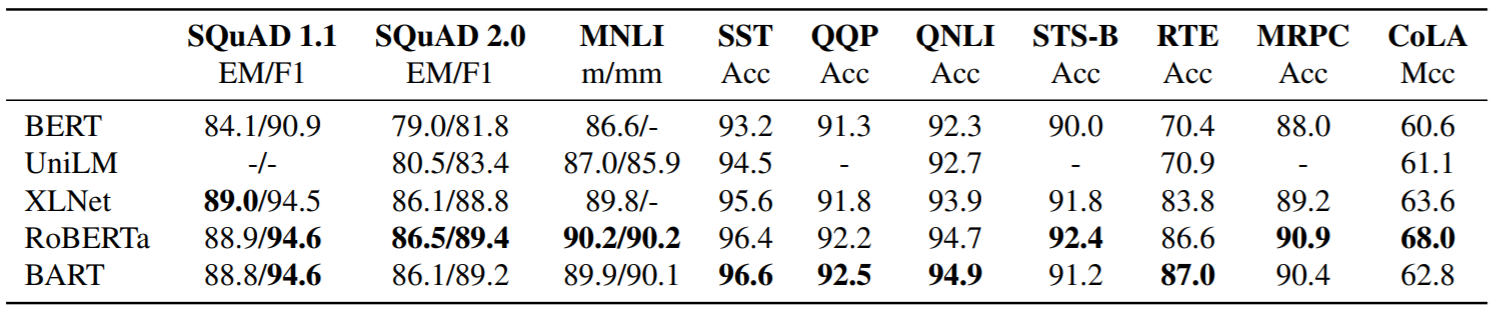 SQuAD 1.1 SQuAD 2.0 MNLI SST QQP QNLI STS-B RTE MRPC CoLA
EM/F1 EM/F1 m/mm Acc Acc Acc Acc Acc Acc Mcc
BERT 84.1/90.9 79.0/81.8 86.6/- 93.2 91.3 92.3 90.0 70.4 88.0 60.6
UniLM -/- 80.5/83.4 87.0/85.9 94.5 - 92.7 - 70.9 - 61.1
XLNet 89.0/94.5 86.1/88.8 89.8/- 95.6 91.8 93.9 91.8 83.8 89.2 63.6
RoBERTa 88.9/94.6 86.5/89.4 90.2/90.2 96.4 92.2 94.7 92.4 86.6 90.9 68.0
BART 88.8/94.6 86.1/89.2 89.9/90.1 96.6 92.5 94.9 91.2 87.0 90.4 62.8